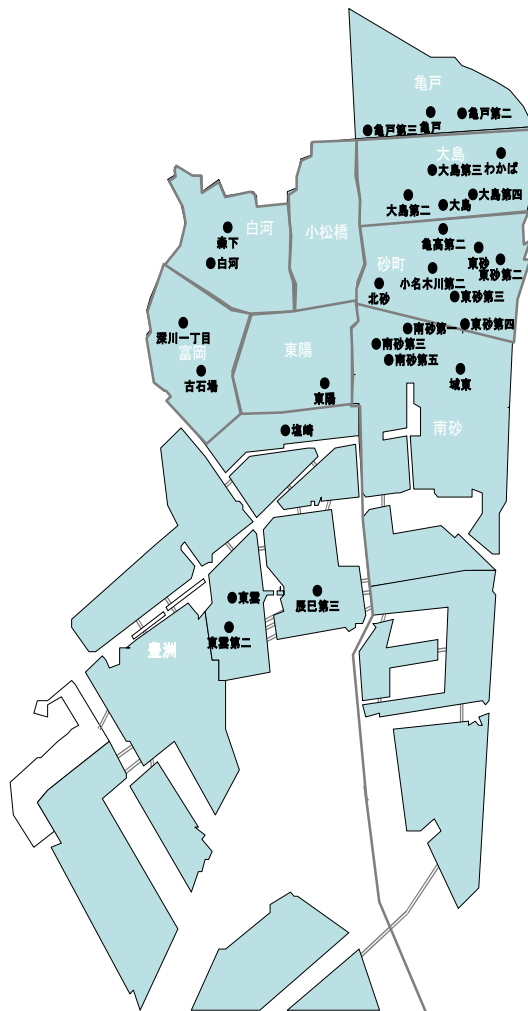 亀戸
亀戸第二
亀戸
亀戸第三
大島
わかば
大島第三
大島第四
大島第二
大島
白河
小松橋
森下
亀高第二
砂町
東砂
東砂第二
白河
小名木川第二
北砂
東砂第三
南砂第一
東砂第四
深川一丁目
富岡
東陽
南砂第三
南砂第五
城東
古石場
東陽
南砂
塩崎
東雲
辰巳第三
東雲第二
豊洲